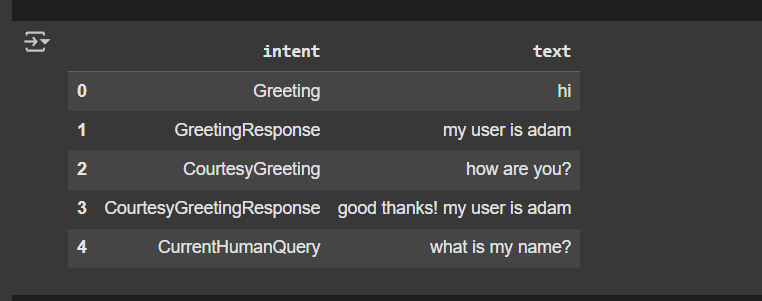 intent text
0 Greeting hi
1 GreetingResponse my user is adam
2 CourtesyGreeting how are you?
3 CourtesyGreetingResponse good thanks! my user is adam
4 CurrentHumanQuery what is my name?